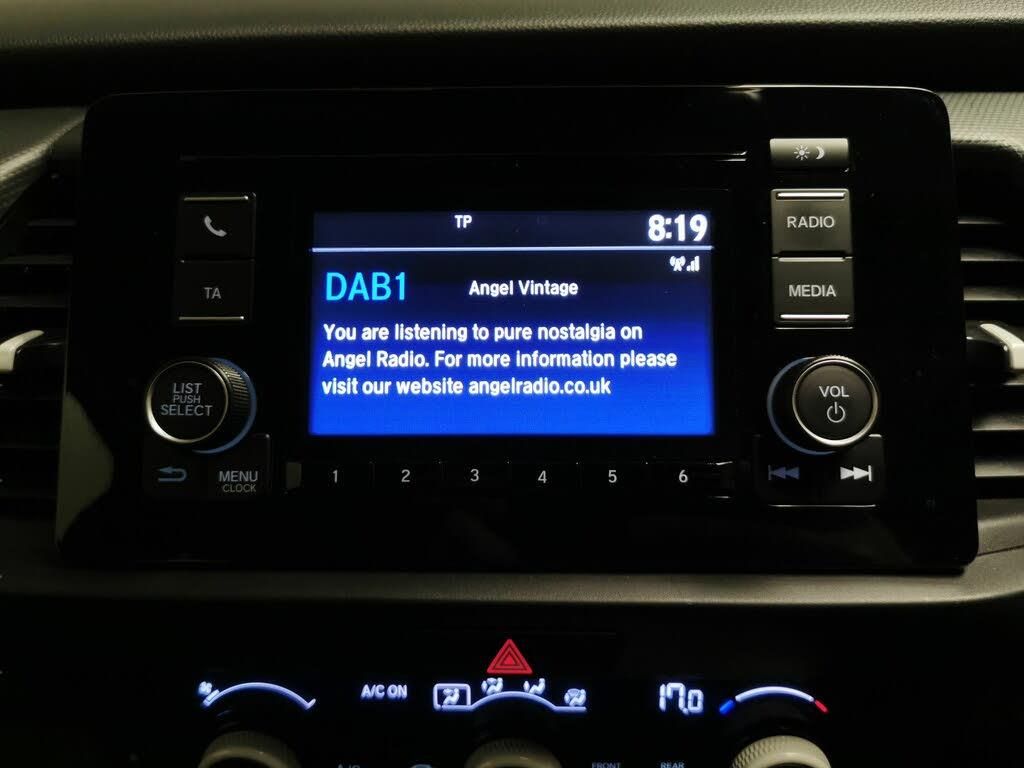 TP
8:19
RADIO
TA
DAB1
Angel Vintage
MEDIA
You are listening to pure nostalgia on
Angel Radio. For more information please
visit our website angelradio.co.uk
LIST
PUSH
SELECT
VOL
MENU
CLOCK
1 2 3 4 5 6
A/C ON
17.0
FRONT
REAR